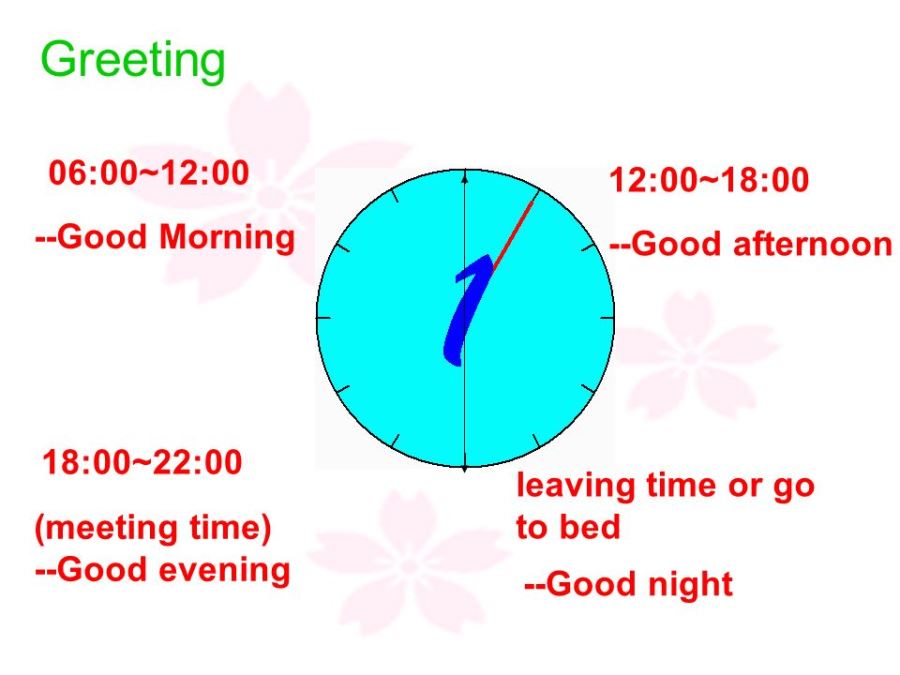 Greeting
06:00~12:00
--Good Morning
12:00~18:00
--Good afternoon
1
18:00~22:00
(meeting time)
--Good evening
leaving time or go
to bed
--Good night